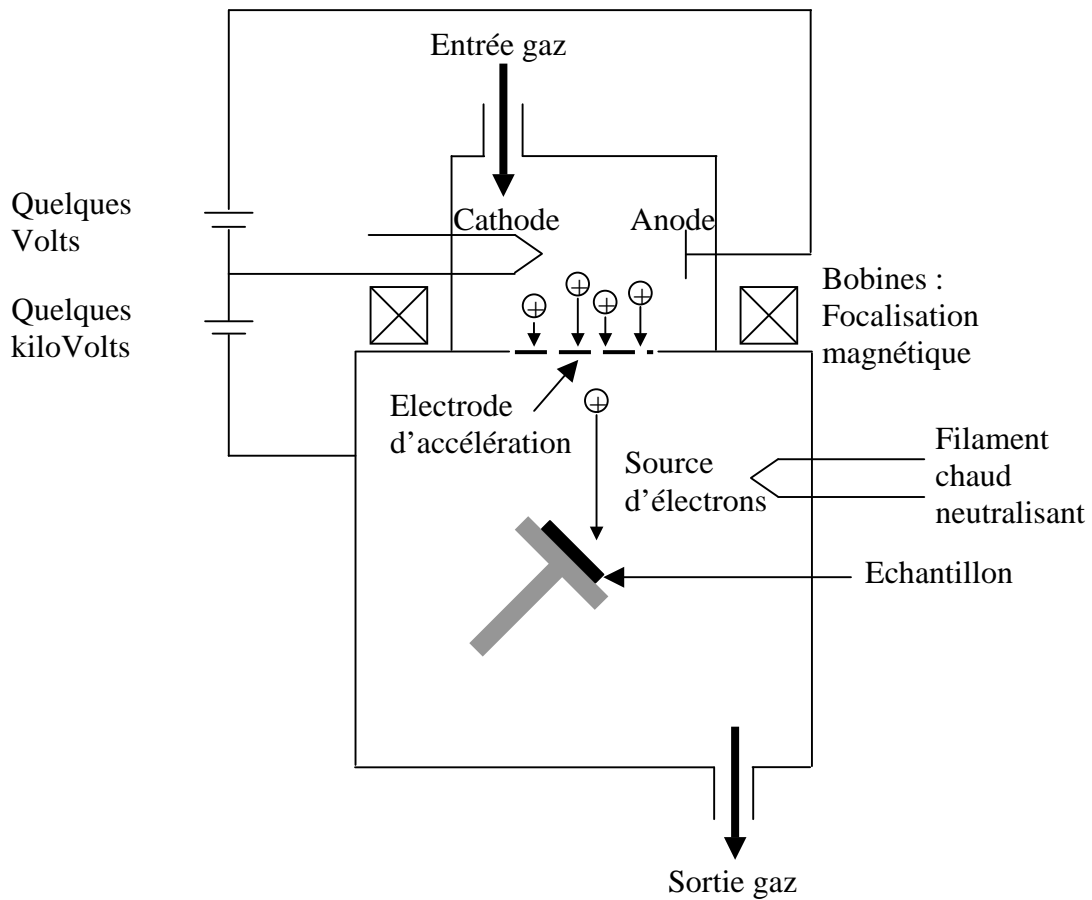 Entrée gaz
Quelques
Volts
Cathode
Anode
Quelques
kiloVolts
Bobines :
Focalisation
magnétique
+
+
+
+
Electrode
d’accélération
+
Source
d’électrons
Filament
chaud
neutralisant
Echantillon
Sortie gaz